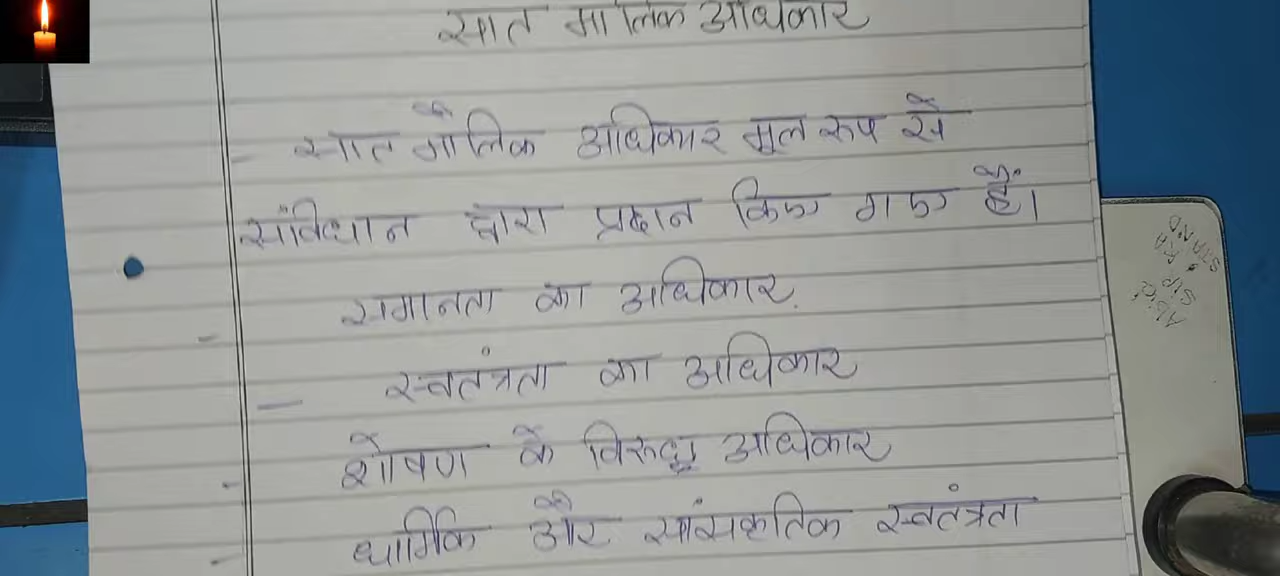 सात मौलिक अधिकार
सात मौलिक अधिकार मूल रूप से
संविधान द्वारा प्रदान किए गए हैं।
समानता का अधिकार
स्वतंत्रता का अधिकार
शोषण के विरुद्ध अधिकार
धार्मिक और सांस्कृतिक स्वतंत्रता